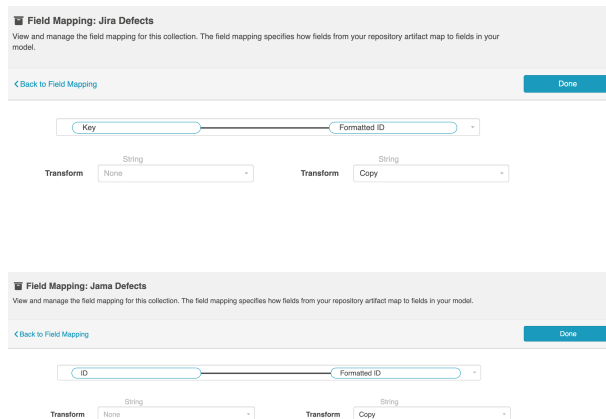 Field Mapping: Jira Defects
View and manage the field mapping for this collection. The field mapping specifies how fields from your repository artifact map to fields in your
model.
Back to Field Mapping Done
Key Formatted ID
String String
Transform None Transform Copy
Field Mapping: Jama Defects
View and manage the field mapping for this collection. The field mapping specifies how fields from your repository artifact map to fields in your model.
Back to Field Mapping Done
ID Formatted ID
String String
Transform None Transform Copy